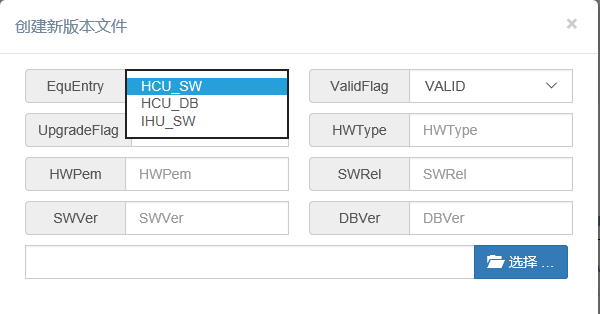 创建新版本文件 ×
EquEntry HCU_SW ValidFlag VALID
HCU_DB
IHU_SW
UpgradeFlag HWType HWType
HWPem HWPem SWRel SWRel
SWVer SWVer DBVer DBVer
选择 ...